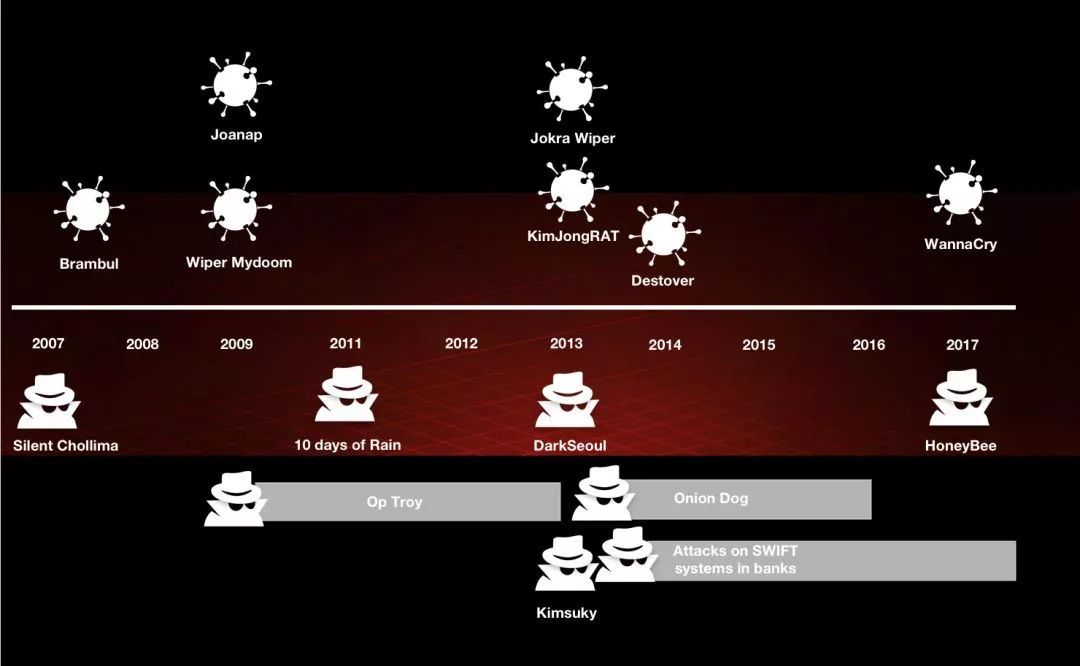 Joanap
Jokra Wiper
Brambul
Wiper Mydoom
KimJongRAT
Destover
WannaCry
2007
2008
2009
2011
2012
2013
2014
2015
2016
2017
Silent Chollima
10 days of Rain
DarkSeoul
HoneyBee
Op Troy
Onion Dog
Attacks on SWIFT
systems in banks
Kimsuky